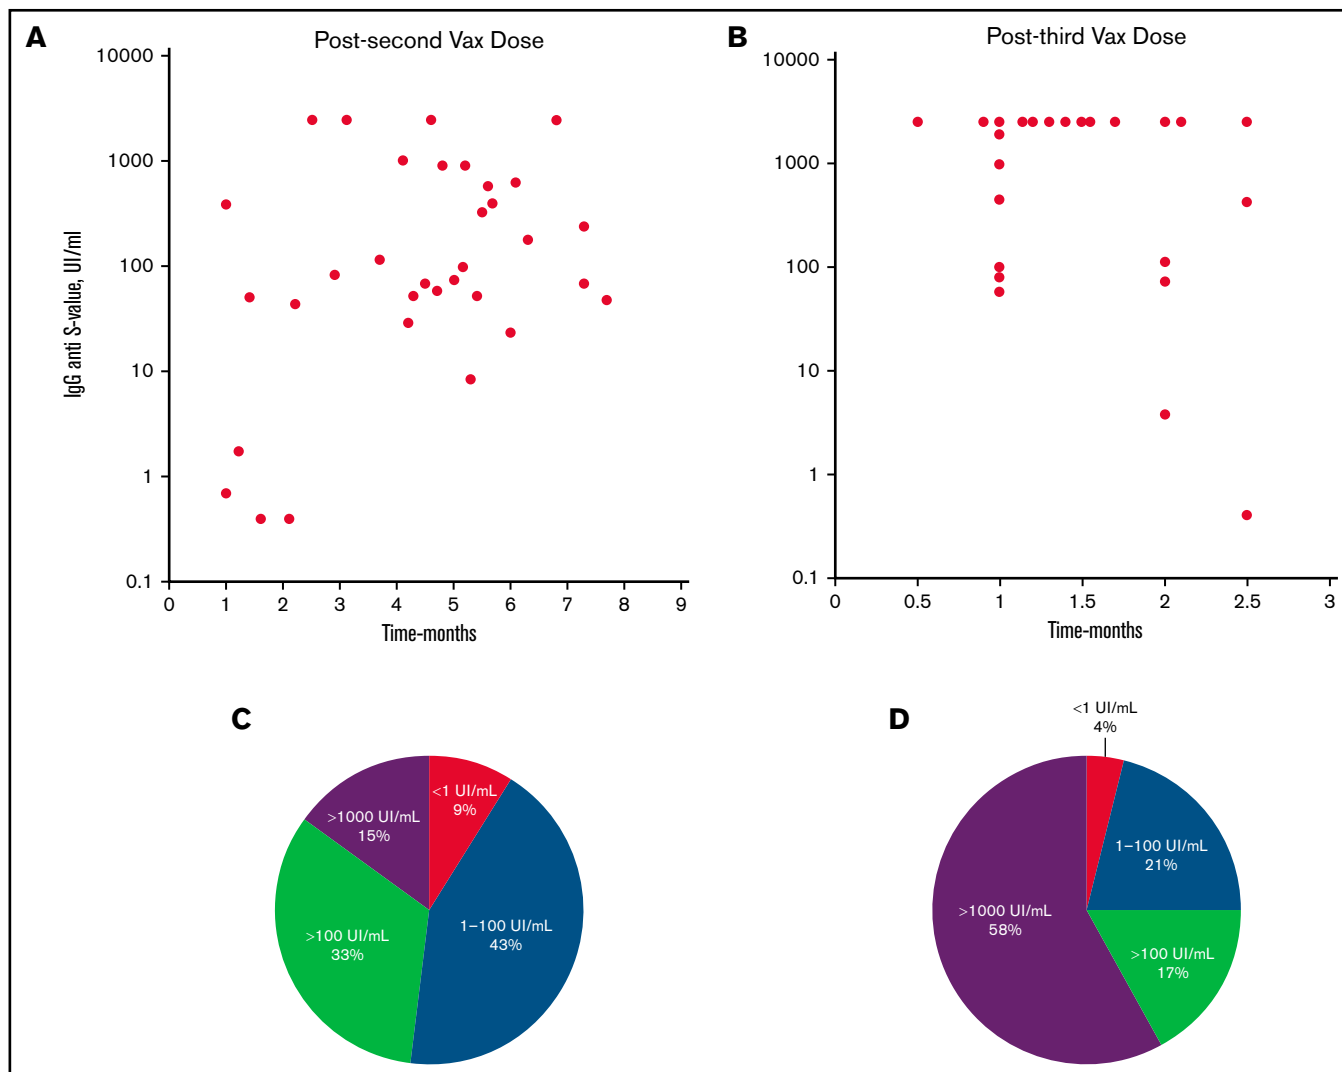 A
Post-second Vax Dose
10000
1000
100
10
1
0.1
IgG anti S-value, UI/ml
0 1 2 3 4 5 6 7 8 9
Time-months
B
Post-third Vax Dose
10000
1000
100
10
1
0.1
0 0.5 1 1.5 2 2.5 3
Time-months
C
<1 UI/mL
9%
>1000 UI/mL
15%
1–100 UI/mL
43%
>100 UI/mL
33%
D
<1 UI/mL
4%
1–100 UI/mL
21%
>1000 UI/mL
58%
>100 UI/mL
17%